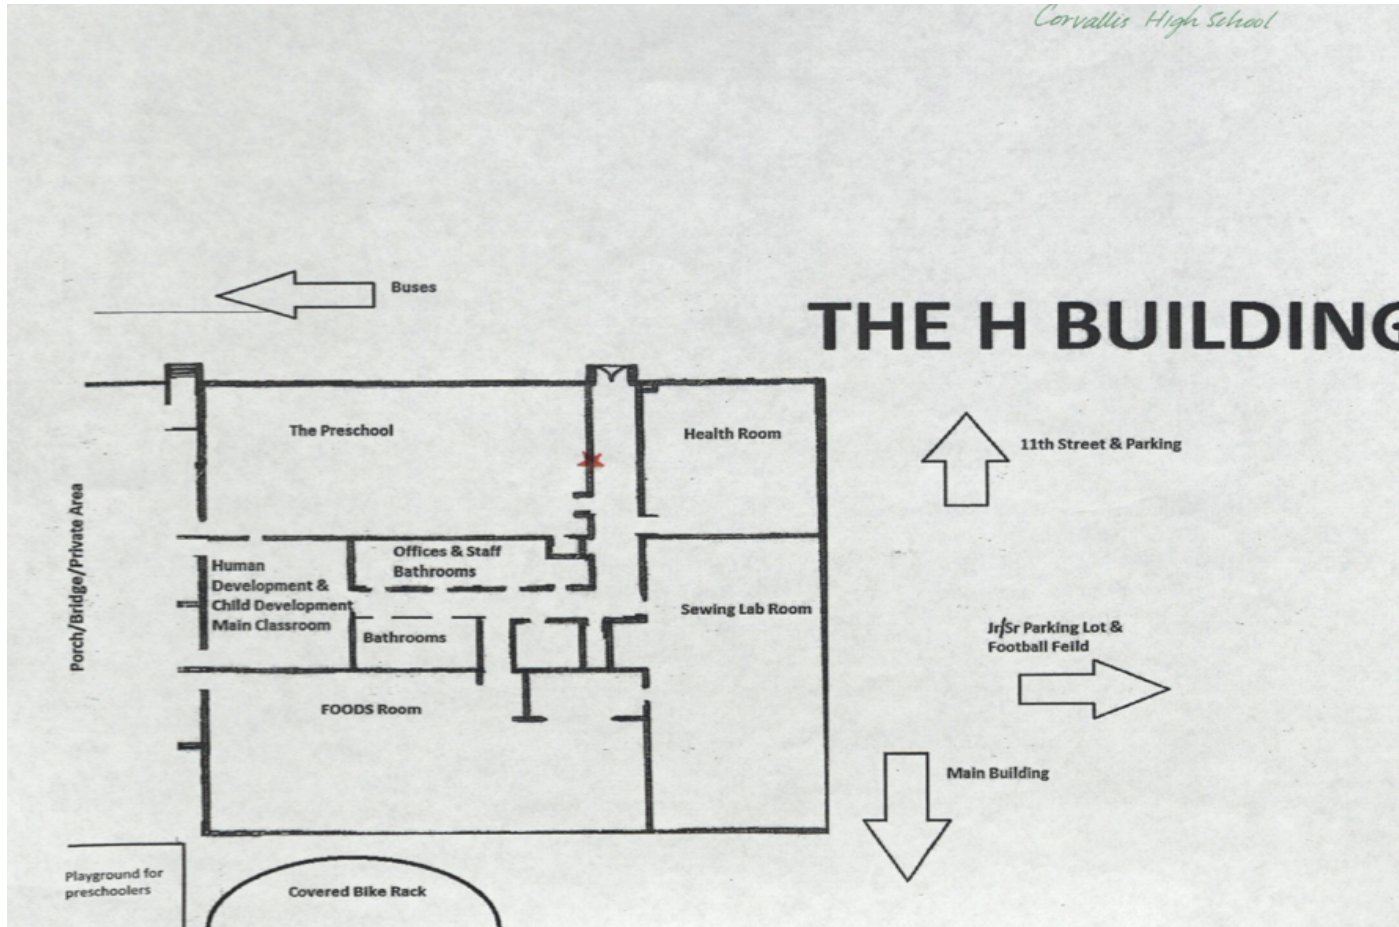 Corvallis High School
Buses
THE H BUILDING
The Preschool
Health Room
11th Street & Parking
Porch/Bridge/Private Area
Offices & Staff
Bathrooms
Human
Development &
Child Development
Main Classroom
Bathrooms
Sewing Lab Room
Jr/Sr Parking Lot &
Football Feild
FOODS Room
Main Building
Playground for
preschoolers
Covered Bike Rack